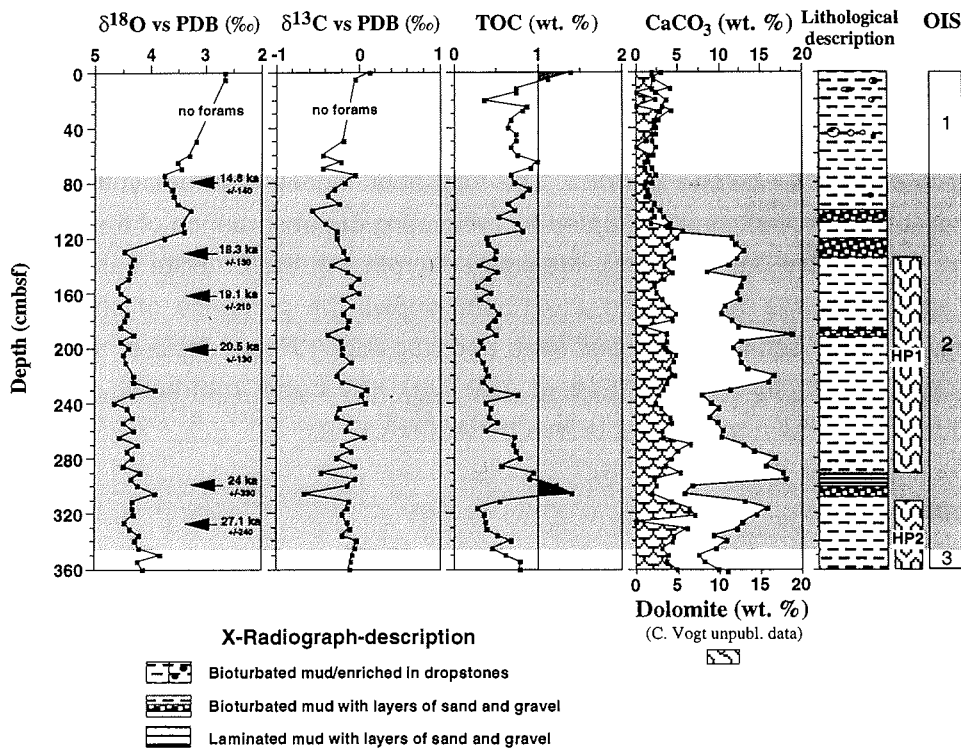 δ18O vs PDB (‰)
δ13C vs PDB (‰)
TOC (wt. %)
CaCO3 (wt. %)
Lithological
description
OIS
5 4 3 2
-1 0 1
0 1 2
0 5 10 15 20
Depth (cmbsf)
0
40
80
120
160
200
240
280
320
360
no forams
no forams
14.8 ka
+/-140
18.3 ka
+/-130
19.1 ka
+/-210
20.5 ka
+/-190
24 ka
+/-330
27.1 ka
+/-240
HP1
HP2
1
2
3
0 5 10 15 20
Dolomite (wt. %)
(C. Vogt unpubl. data)
X-Radiograph-description
Bioturbated mud/enriched in dropstones
Bioturbated mud with layers of sand and gravel
Laminated mud with layers of sand and gravel